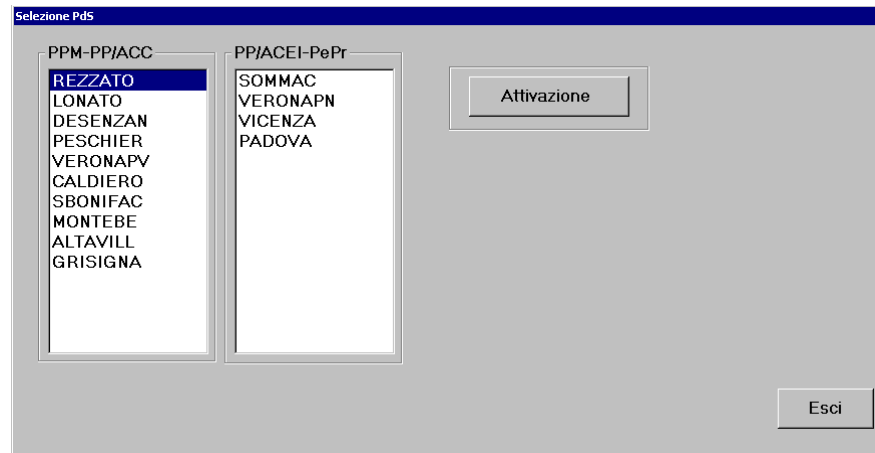 Selezione PdS
PPM-PP/ACC
REZZATO
LONATO
DESENZAN
PESCHIER
VERONAPV
CALDIERO
SBONIFAC
MONTEBE
ALTAVILL
GRISIGNA
PP/ACEI-PePr
SOMMAC
VERONAPN
VICENZA
PADOVA
Attivazione
Esci